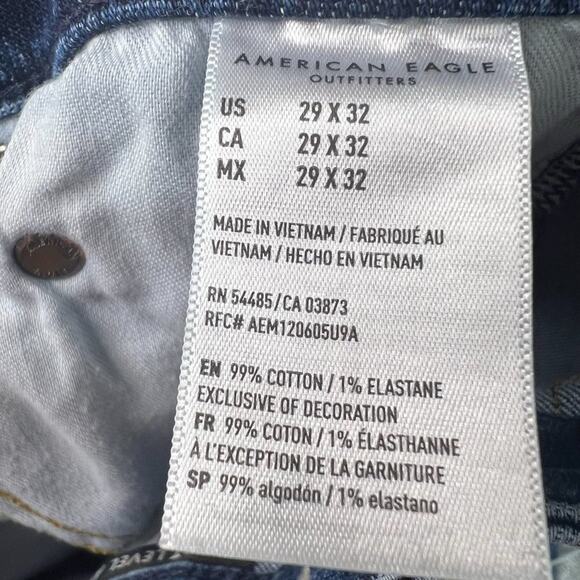 AMERICAN EAGLE
OUTFITTERS
US 29 X 32
CA 29 X 32
MX 29 X 32
MADE IN VIETNAM / FABRIQUÉ AU
VIETNAM / HECHO EN VIETNAM
RN 54485/CA 03873
RFC# AEM120605U9A
EN 99% COTTON / 1% ELASTANE
EXCLUSIVE OF DECORATION
FR 99% COTON / 1% ÉLASTHANNE
À L'EXCEPTION DE LA GARNITURE
SP 99% algodón / 1% elastano
AMERICAN